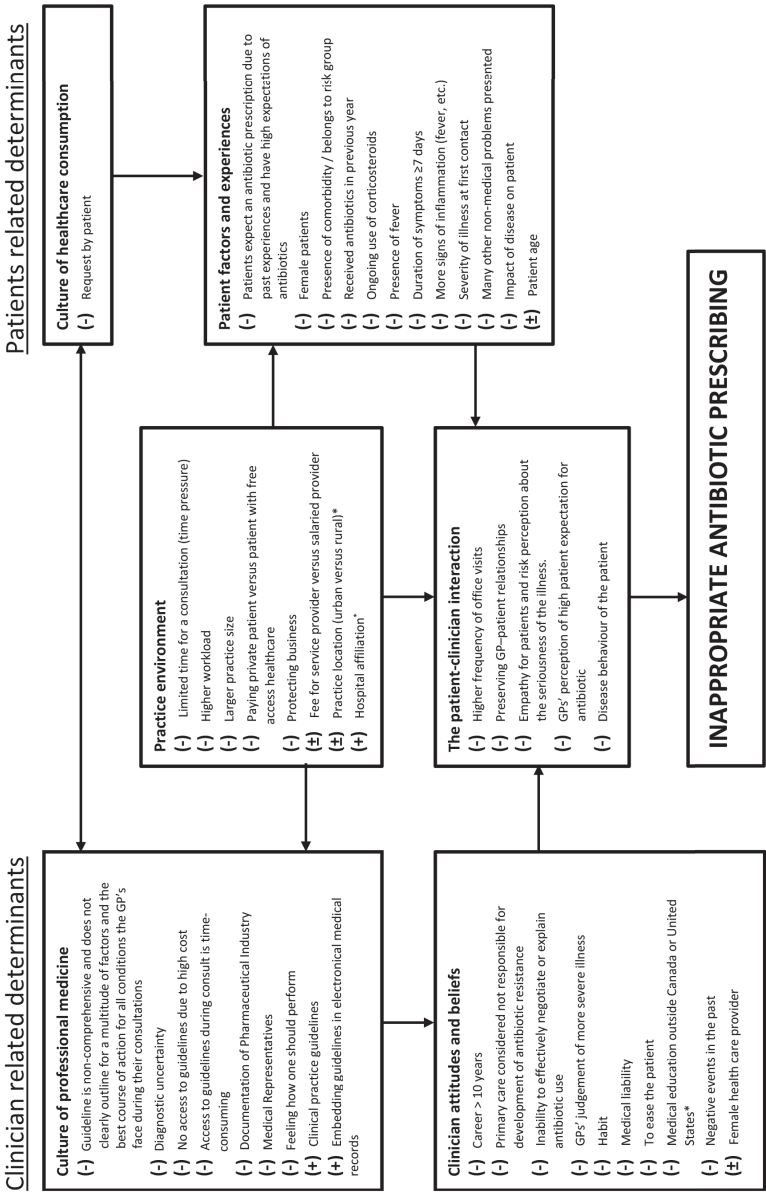 Clinician related determinants
Patients related determinants
Culture of professional medicine
(-) Guideline is non-comprehensive and does not
clearly outline for a multitude of factors and the
best course of action for all conditions the GP's
face during their consultations
(-) Diagnostic uncertainty
(-) No access to guidelines due to high cost
(-) Access to guidelines during consult is time-
consuming
(-) Documentation of Pharmaceutical Industry
(-) Medical Representatives
(-) Feeling how one should perform
(+) Clinical practice guidelines
(+) Embedding guidelines in electronical medical
records
Culture of healthcare consumption
(-) Request by patient
Practice environment
(-) Limited time for a consultation (time pressure)
(-) Higher workload
(-) Larger practice size
(-) Paying private patient versus patient with free
access healthcare
(-) Protecting business
(±) Fee for service provider versus salaried provider
(±) Practice location (urban versus rural)*
(+) Hospital affiliation*
Patient factors and experiences
(-) Patients expect an antibiotic prescription due to
past experiences and have high expectations of
antibiotics
(-) Female patients
(-) Presence of comorbidity / belongs to risk group
(-) Received antibiotics in previous year
(-) Ongoing use of corticosteroids
(-) Presence of fever
(-) Duration of symptoms ≥7 days
(-) More signs of inflammation (fever, etc.)
(-) Severity of illness at first contact
(-) Many other non-medical problems presented
(-) Impact of disease on patient
(±) Patient age
Clinician attitudes and beliefs
(-) Career > 10 years
(-) Primary care considered not responsible for
development of antibiotic resistance
(-) Inability to effectively negotiate or explain
antibiotic use
(-) GPs' judgement of more severe illness
(-) Habit
(-) Medical liability
(-) To ease the patient
(-) Medical education outside Canada or United
States*
(-) Negative events in the past
(±) Female health care provider
The patient-clinician interaction
(-) Higher frequency of office visits
(-) Preserving GP–patient relationships
(-) Empathy for patients and risk perception about
the seriousness of the illness.
(-) GPs' perception of high patient expectation for
antibiotic
(-) Disease behaviour of the patient
INAPPROPRIATE ANTIBIOTIC PRESCRIBING